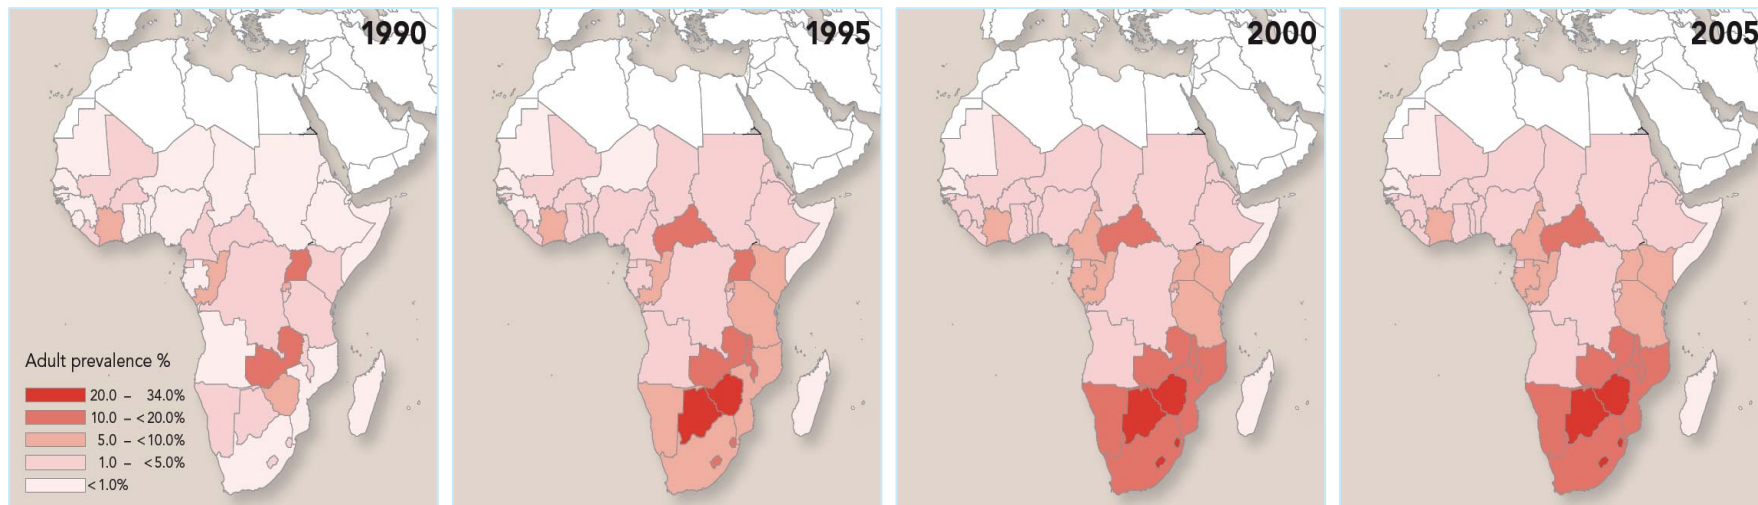 1990
1995
2000
2005
Adult prevalence %
20.0 – 34.0%
10.0 – <20.0%
5.0 – <10.0%
1.0 – <5.0%
<1.0%